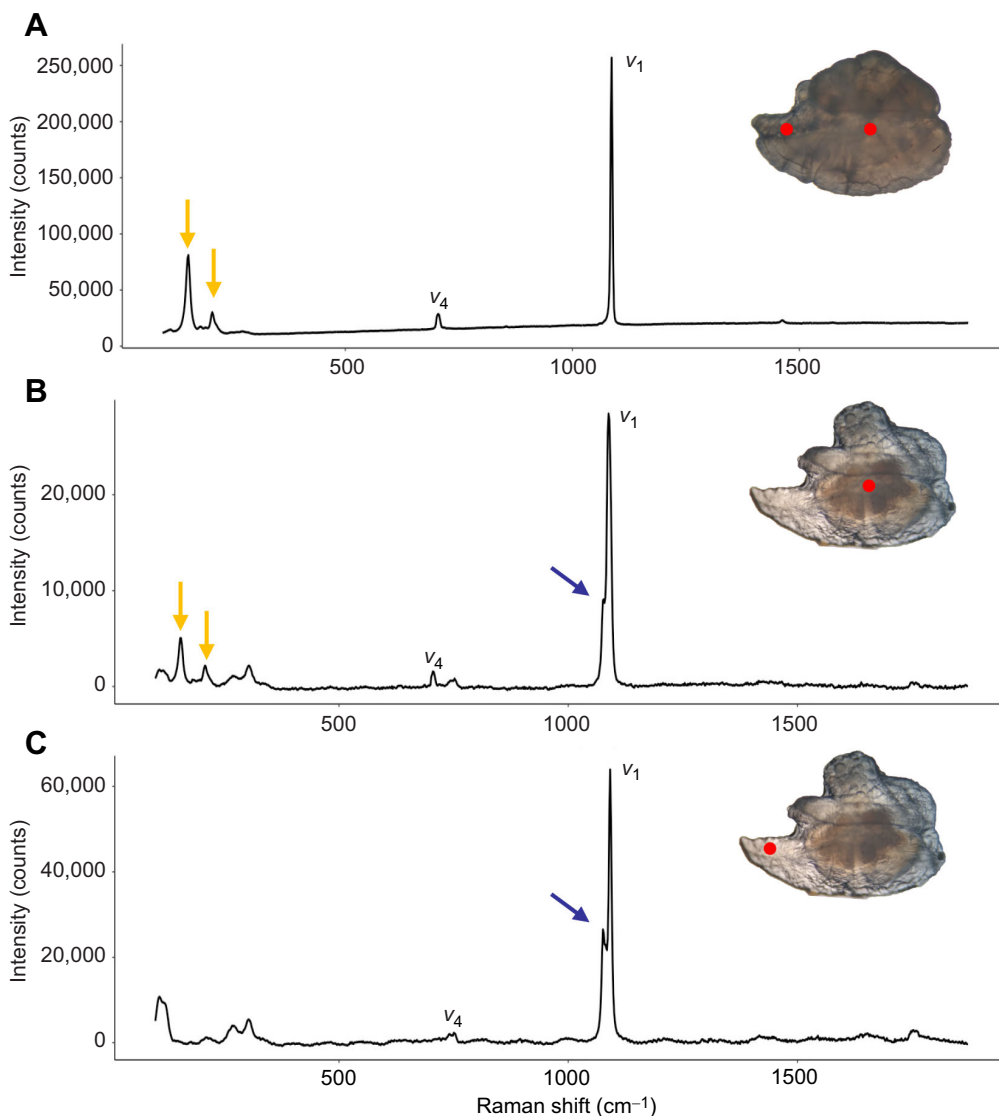 A
Intensity (counts)
250,000
200,000
150,000
100,000
50,000
0
v4
v1
500
1000
1500
B
Intensity (counts)
20,000
10,000
0
v4
v1
500
1000
1500
C
Intensity (counts)
60,000
40,000
20,000
0
v4
v1
500
1000
1500
Raman shift (cm–1)